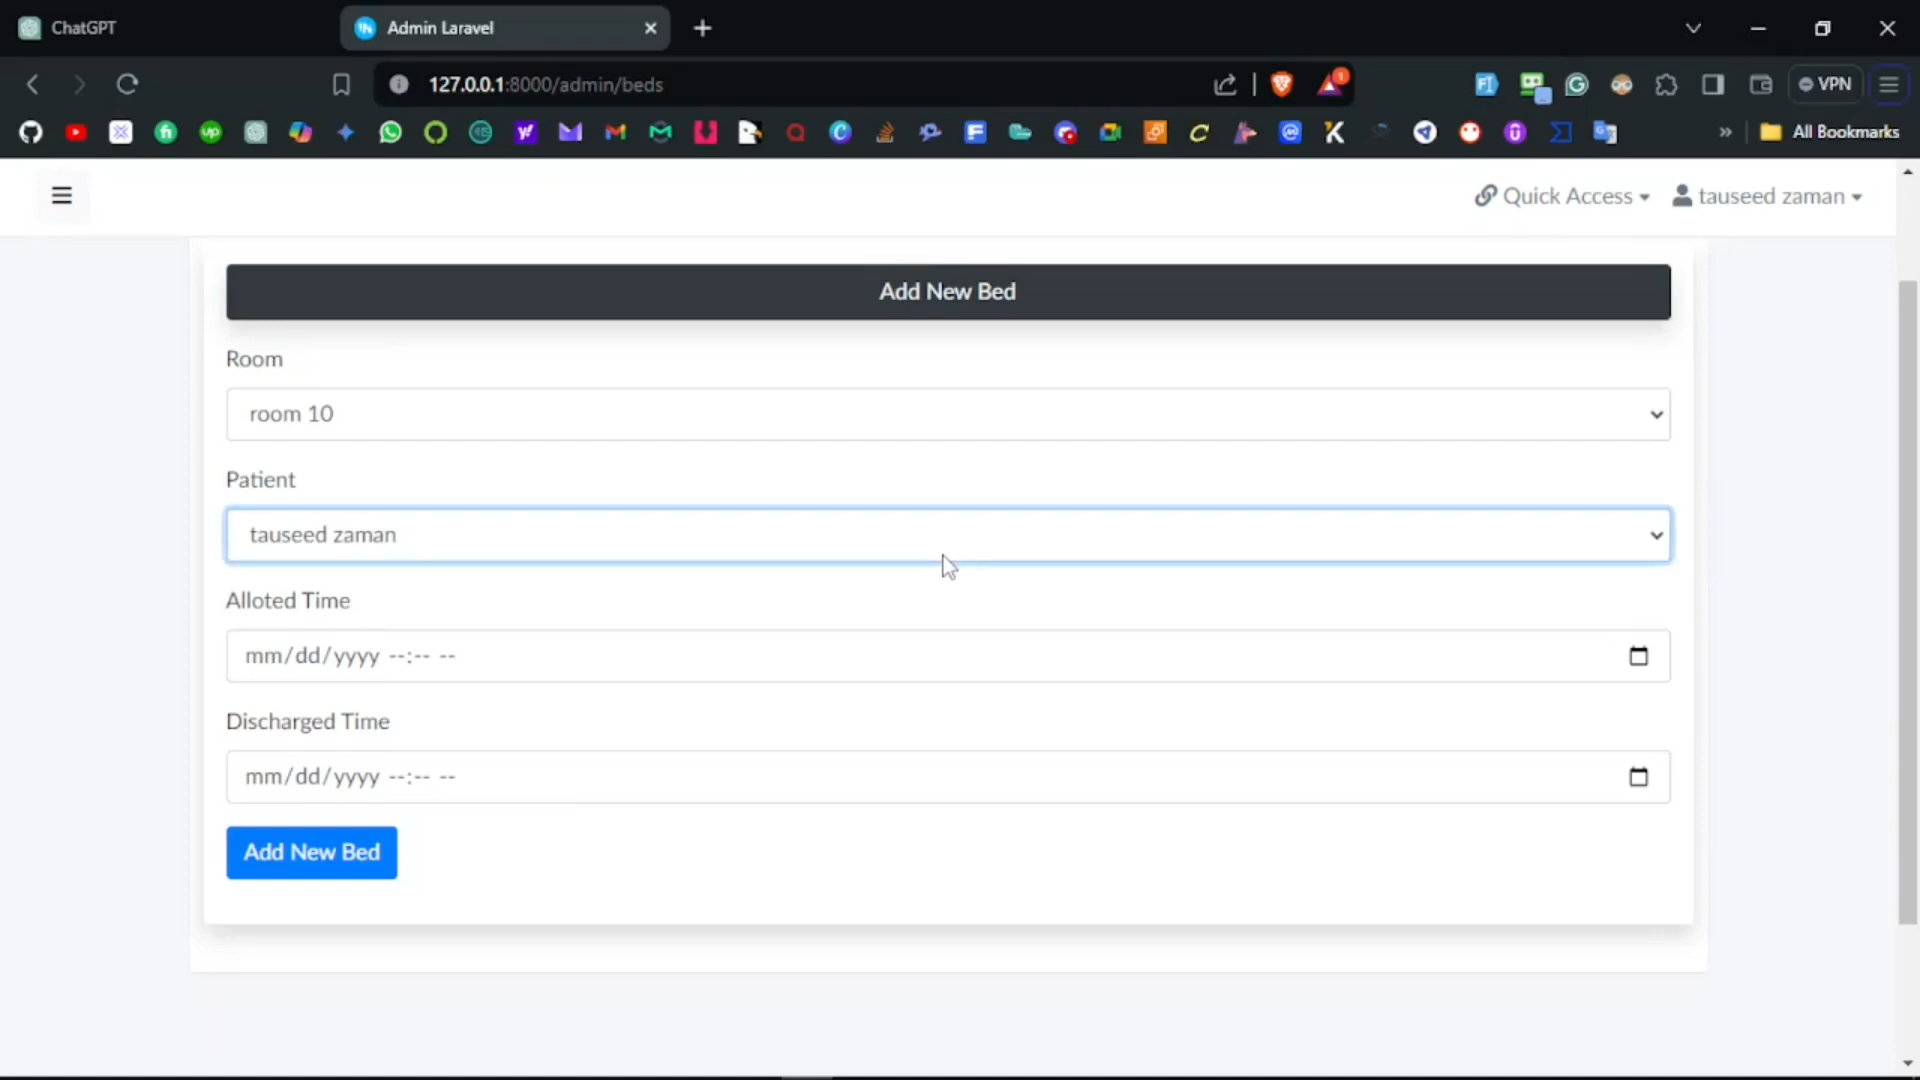 ChatGPT
Admin Laravel
127.0.0.1:8000/admin/beds
VPN
All Bookmarks
Quick Access
tauseed zaman
Add New Bed
Room
room 10
Patient
tauseed zaman
Alloted Time
mm/dd/yyyy --:-- --
Discharged Time
mm/dd/yyyy --:-- --
Add New Bed